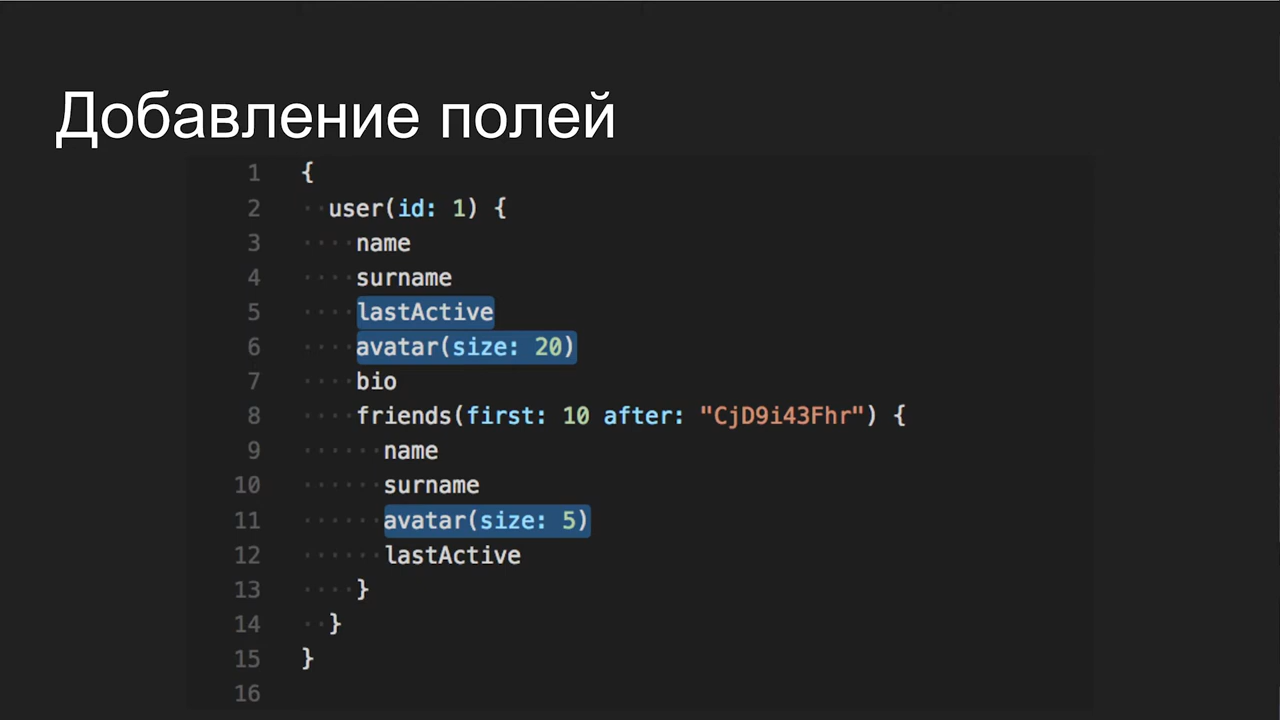 Добавление полей
1 {
2 user(id: 1) {
3 name
4 surname
5 lastActive
6 avatar(size: 20)
7 bio
8 friends(first: 10 after: "CjD9i43Fhr") {
9 name
10 surname
11 avatar(size: 5)
12 lastActive
13 }
14 }
15 }
16